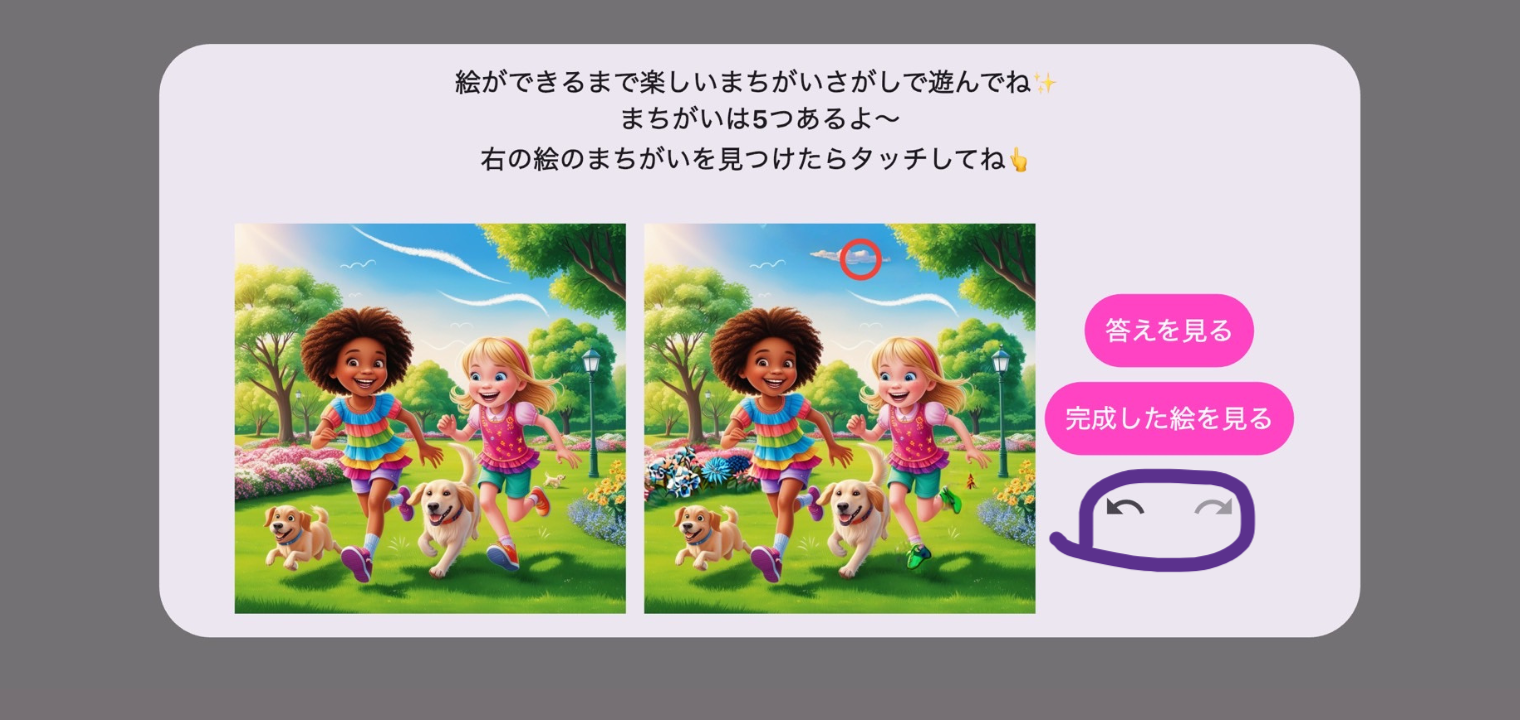 絵ができるまで楽しいまちがいさがしで遊んでね✨
まちがいは5つあるよ〜
右の絵のまちがいを見つけたらタッチしてね👆
答えを見る
完成した絵を見る